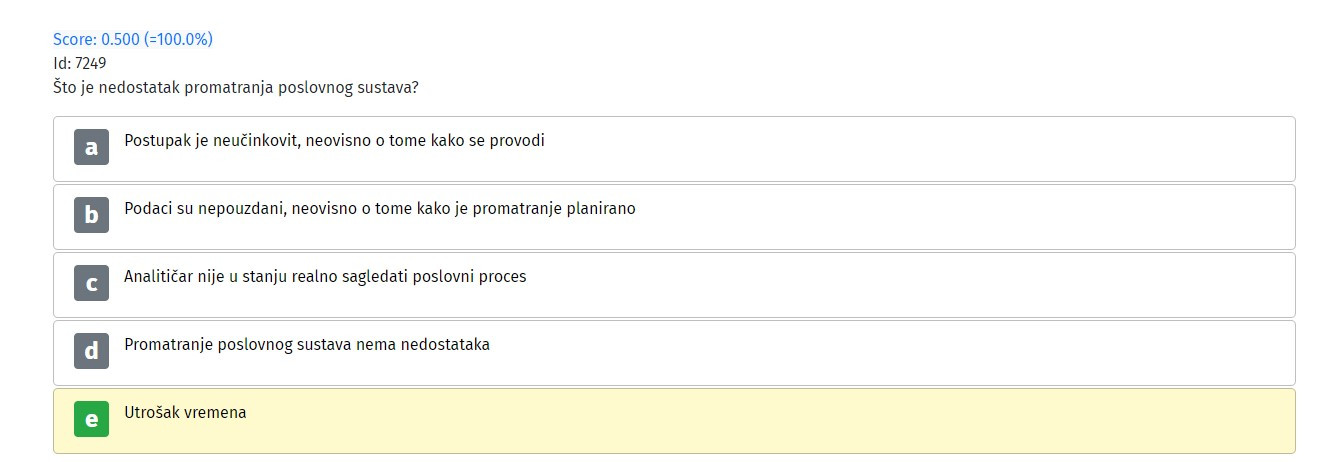 Score: 0.500 (=100.0%)
Id: 7249
Što je nedostatak promatranja poslovnog sustava?
a Postupak je neučinkovit, neovisno o tome kako se provodi
b Podaci su nepouzdani, neovisno o tome kako je promatranje planirano
c Analitičar nije u stanju realno sagledati poslovni proces
d Promatranje poslovnog sustava nema nedostataka
e Utrošak vremena